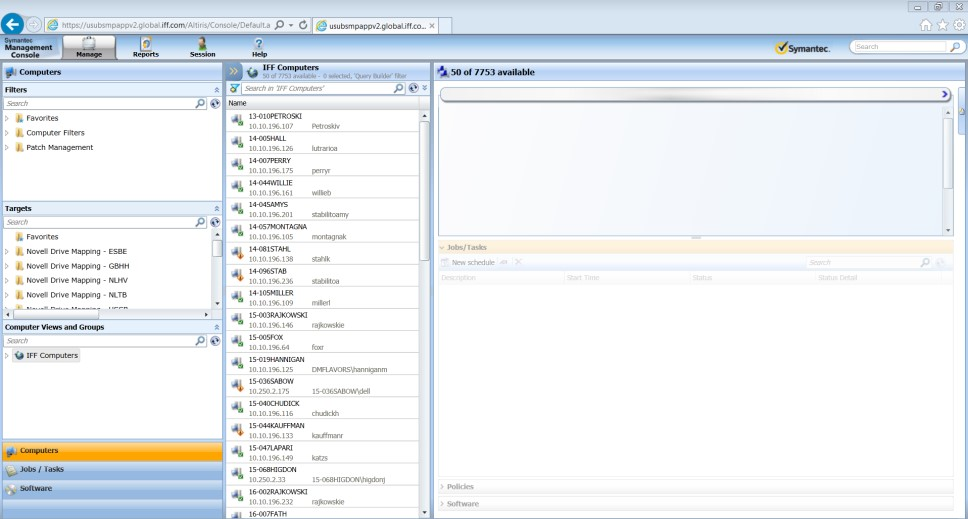 https://usubsmpappv2.global.iff.com/Altiris/Console/Default.a
usubsmpappv2.global.iff.co...
Symantec
Management
Console
Manage
Reports
Session
Help
Symantec.
Search
Computers
Filters
Search
Favorites
Computer Filters
Patch Management
Targets
Search
Favorites
Novell Drive Mapping - ESBE
Novell Drive Mapping - GBHH
Novell Drive Mapping - NLHV
Novell Drive Mapping - NLTB
Computer Views and Groups
Search
IFF Computers
Computers
Jobs / Tasks
Software
IFF Computers
50 of 7753 available - 0 selected, 'Query Builder' filter
Search in 'IFF Computers'
Name
13-010PETROSKI
10.10.196.107 Petroskiv
14-005HALL
10.10.196.126 lutrarioa
14-007PERRY
10.10.196.175 perryr
14-044WILLIE
10.10.196.161 willieb
14-045AMYS
10.10.196.201 stabilitoamy
14-057MONTAGNA
10.10.196.105 montagnak
14-081STAHL
10.10.196.138 stahlk
14-096STAB
10.10.196.236 stabilitoa
14-105MILLER
10.10.196.109 millerl
15-003RAJKOWSKI
10.10.196.146 rajkowskie
15-005FOX
10.10.196.64 foxr
15-019HANNIGAN
10.10.196.125 DMFLAVORS\hanniganm
15-036SABOW
10.250.2.175 15-036SABOW\dell
15-040CHUDICK
10.10.196.116 chudickh
15-044KAUFFMAN
10.10.196.133 kauffmanr
15-047LAPARI
10.10.196.149 katzs
15-068HIGDON
10.250.2.33 15-068HIGDON\higdonj
16-002RAJKOWSKI
10.10.196.232 rajkowskie
16-007FATH
50 of 7753 available
Jobs/Tasks
New schedule
Search
Description Start Time Status Status Detail
Policies
Software